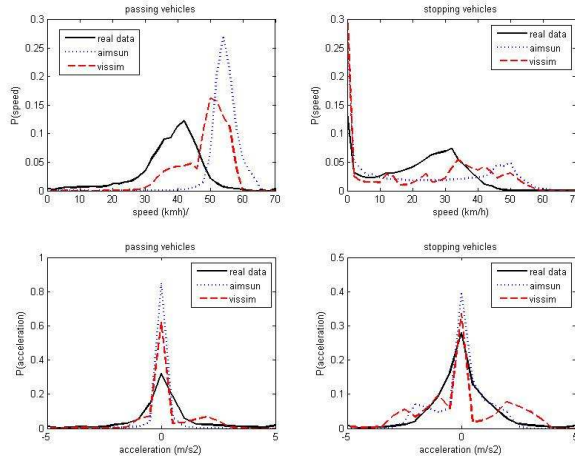 passing vehicles
0.3
0.25
0.2
0.15
0.1
0.05
0
P(speed)
real data
aimsun
vissim
0 10 20 30 40 50 60 70
speed (kmh)/
stopping vehicles
0.3
0.25
0.2
0.15
0.1
0.05
0
P(speed)
real data
aimsun
vissim
0 10 20 30 40 50 60 70
speed (km/h)
passing vehicles
1
0.8
0.6
0.4
0.2
0
P(acceleration)
real data
aimsun
vissim
-5 0 5
acceleration (m/s2)
stopping vehicles
0.5
0.4
0.3
0.2
0.1
0
P(acceleration)
real data
aimsun
vissim
-5 0 5
acceleration (m/s2)